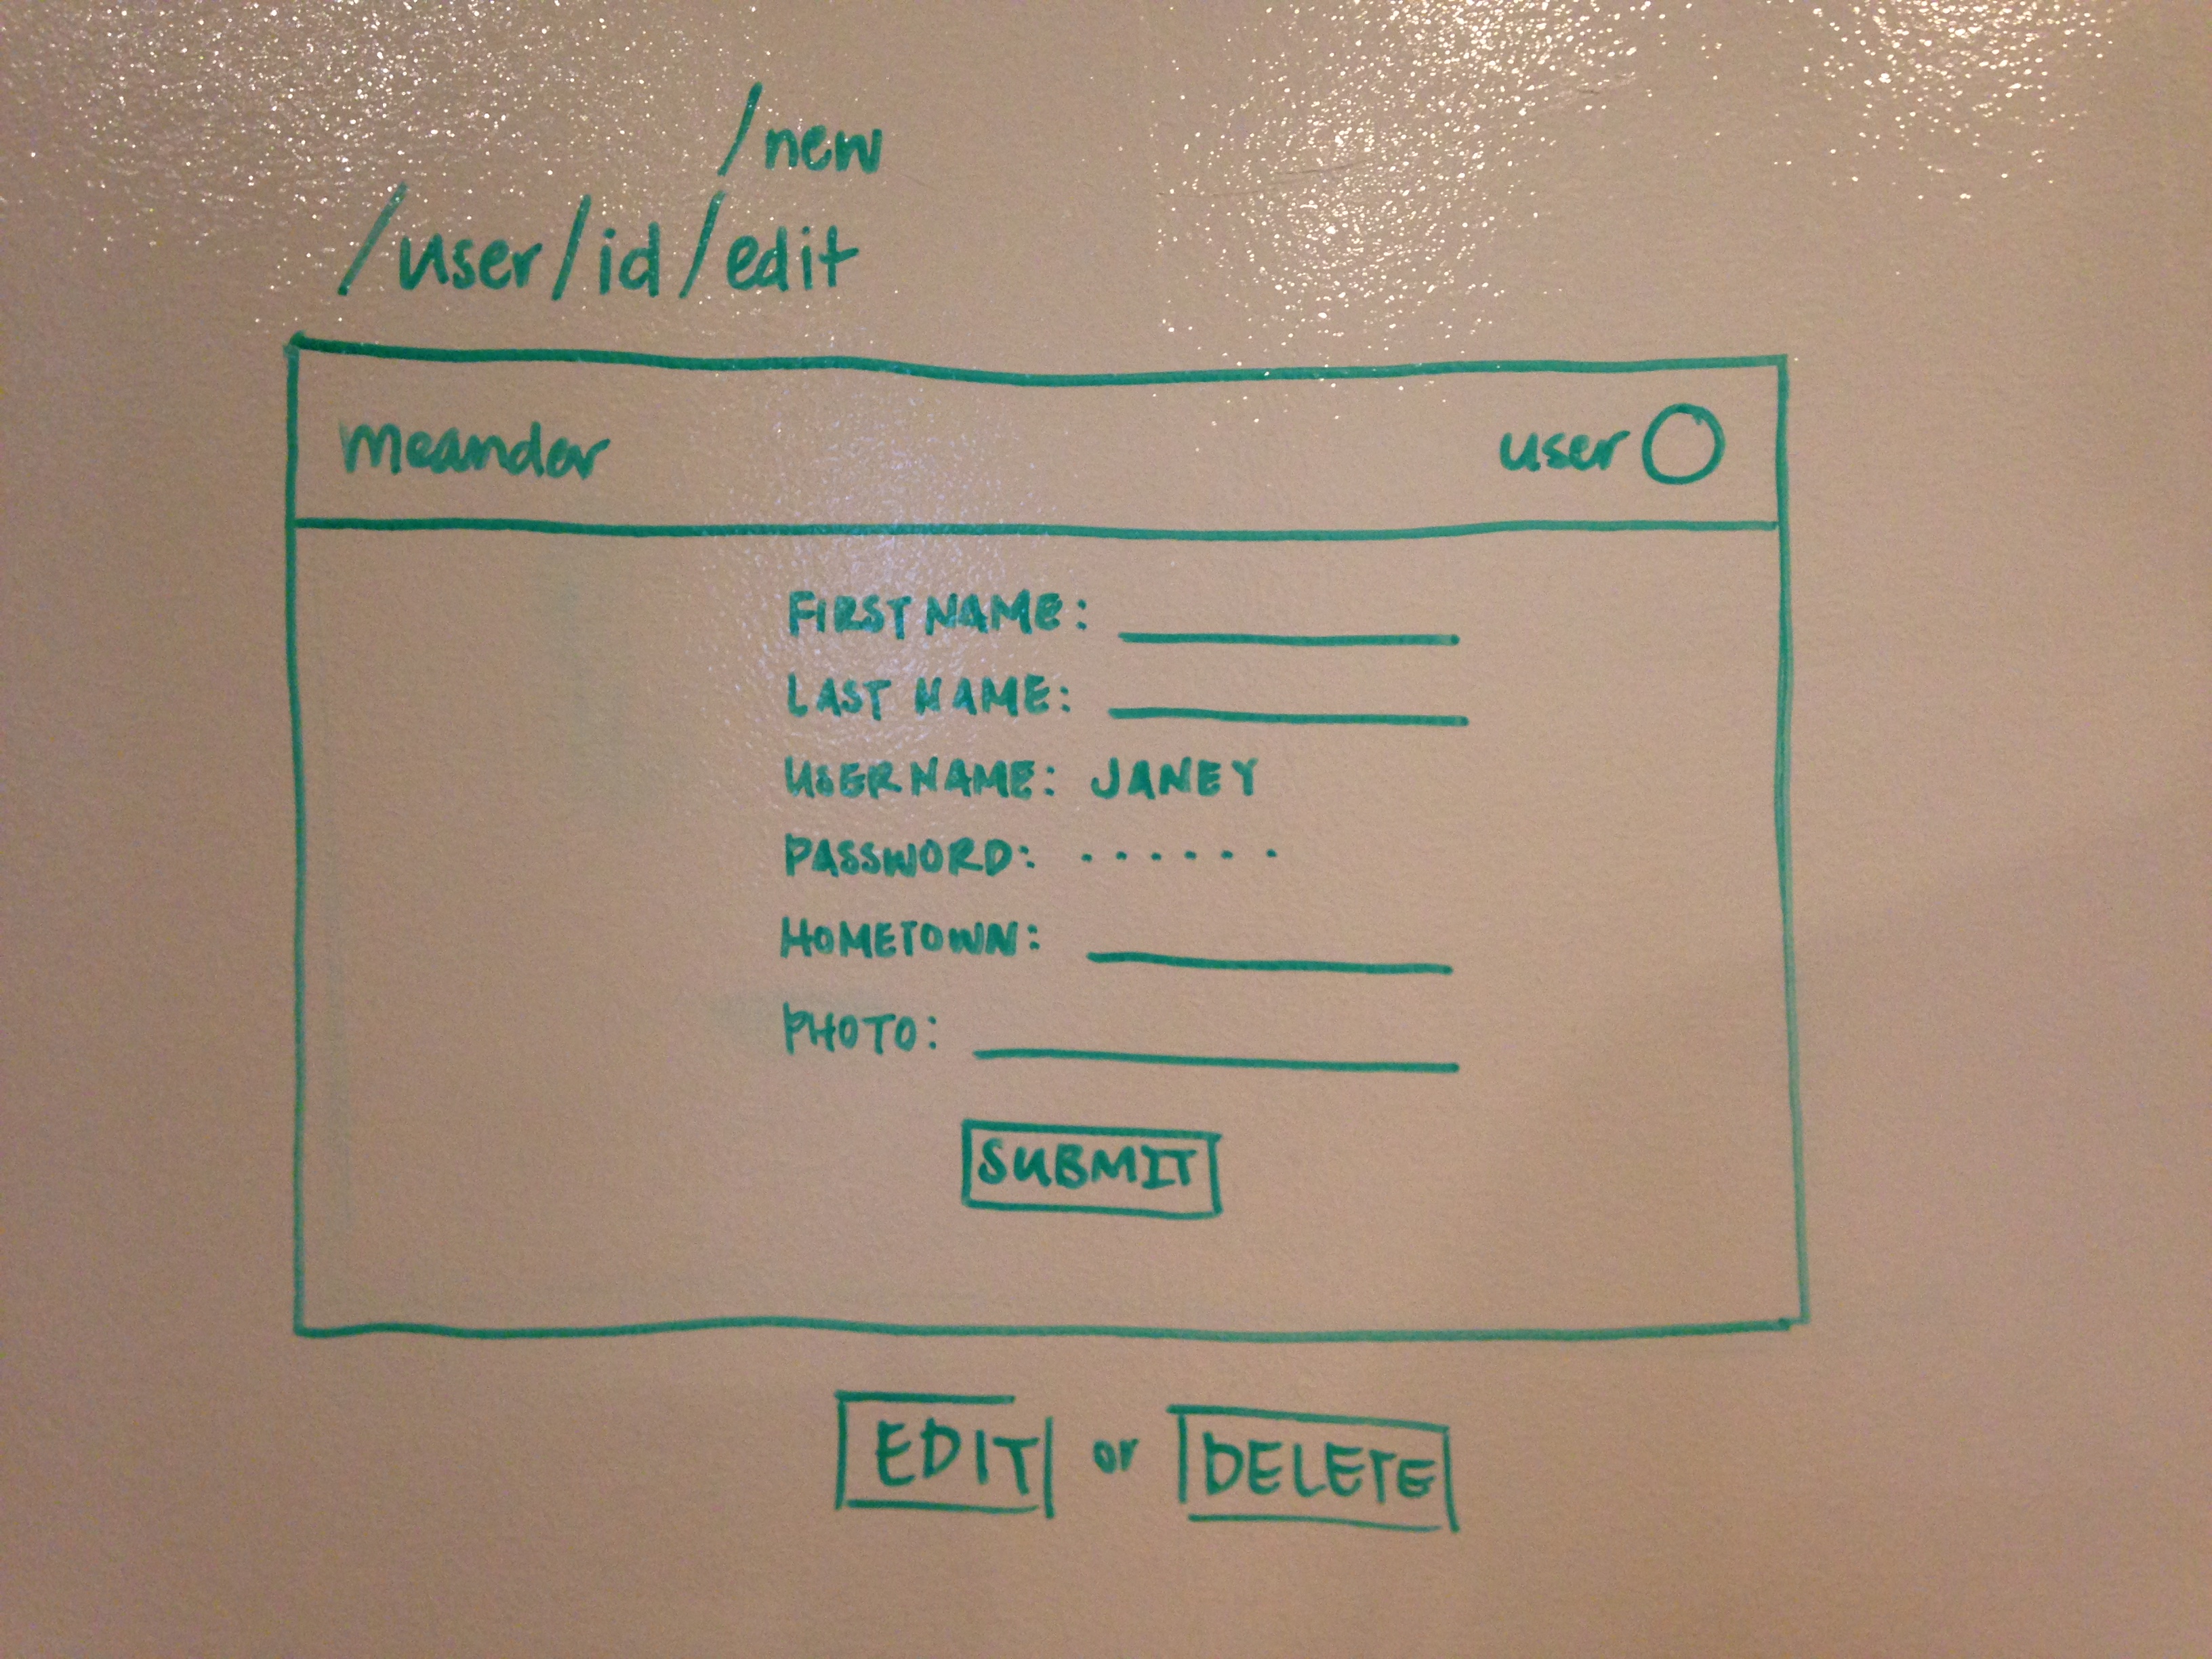 /new
/user/id/edit
meander
user
FIRST NAME:
LAST NAME:
USERNAME: JANEY
PASSWORD: ......
HOMETOWN:
PHOTO:
SUBMIT
EDIT or DELETE